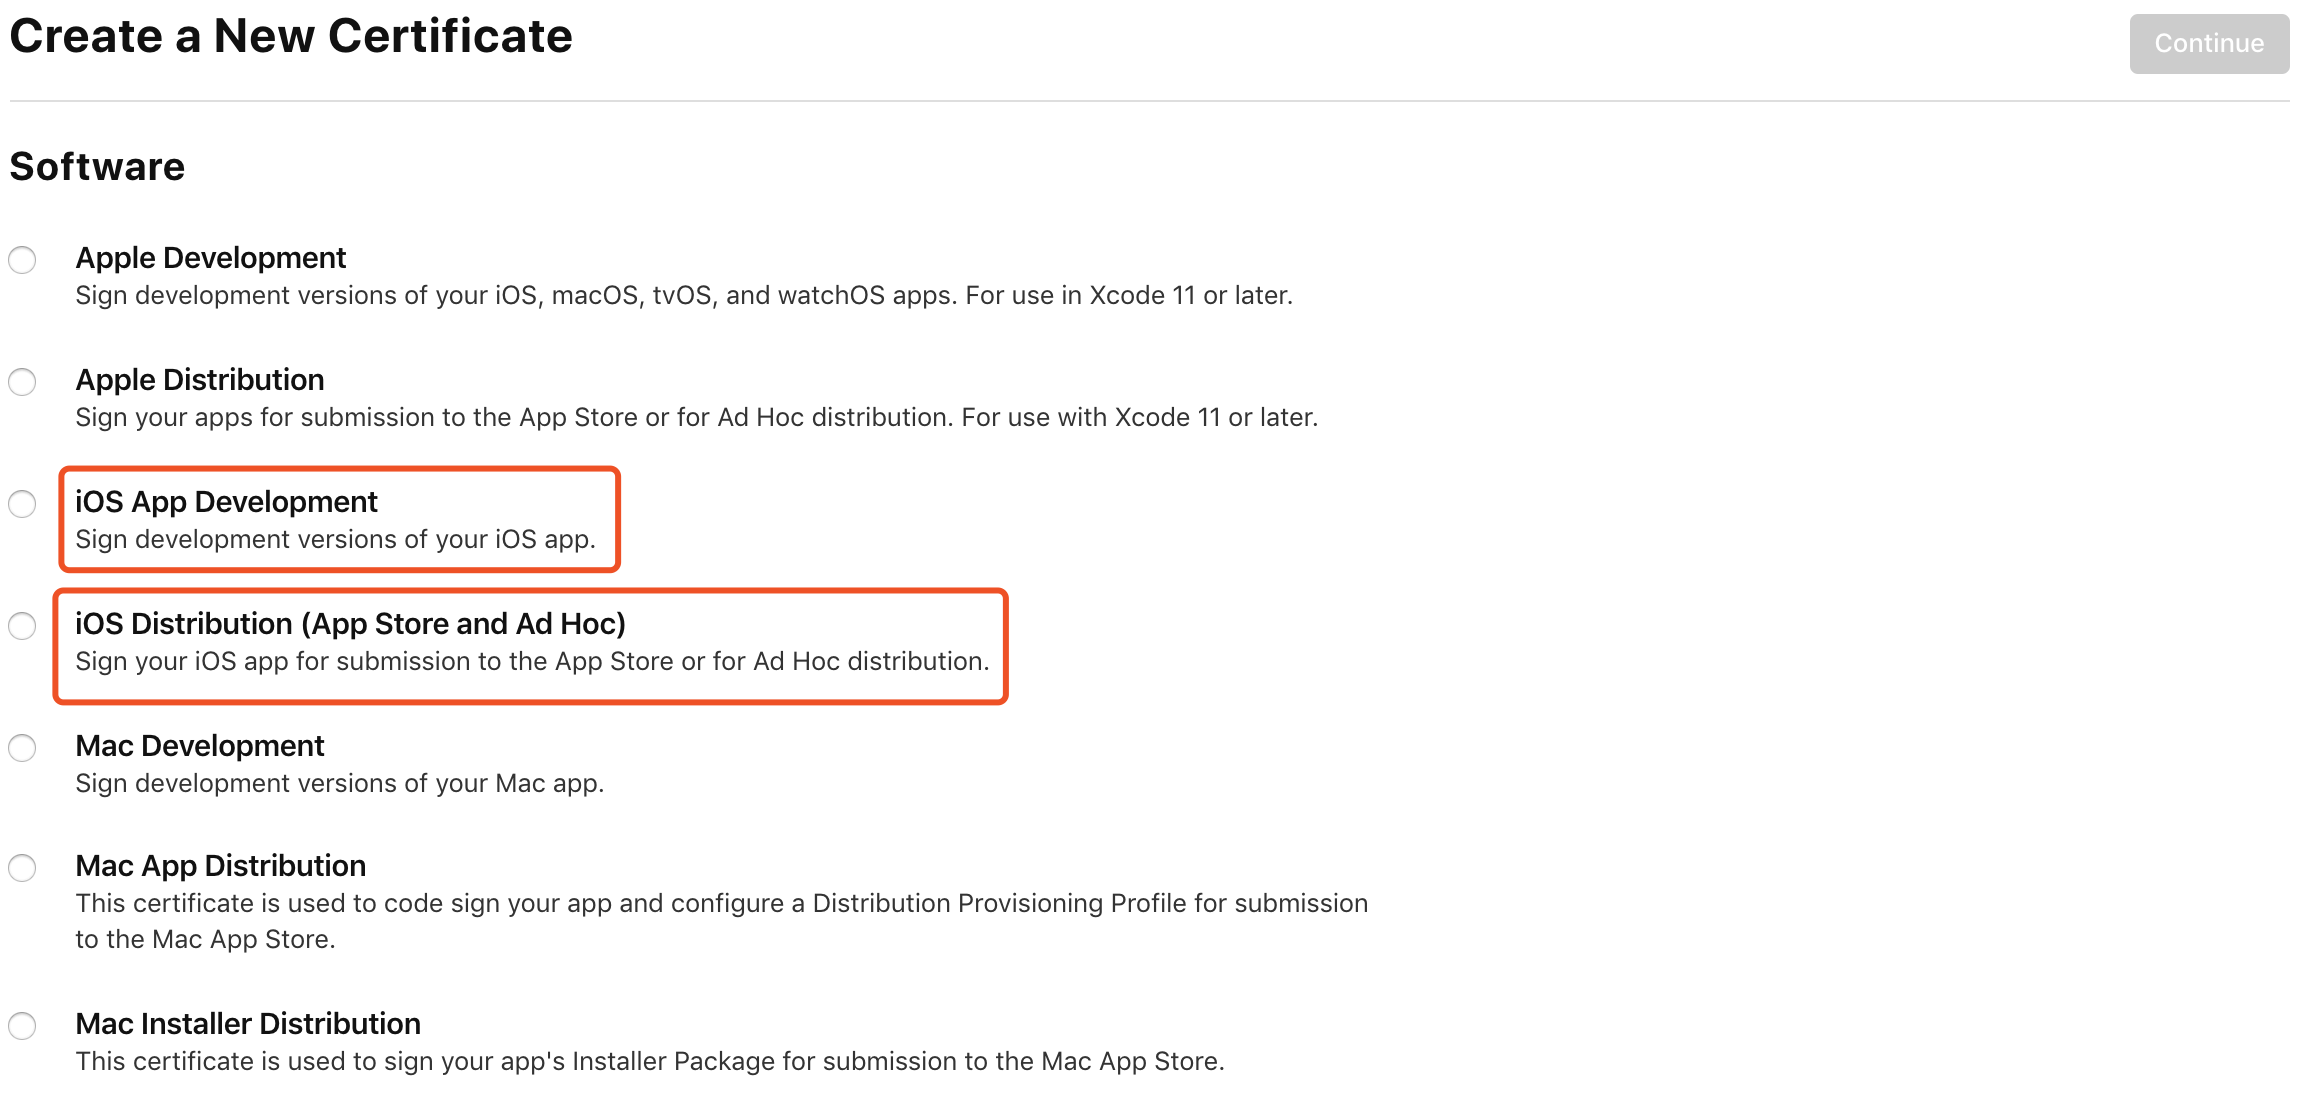 Create a New Certificate
Continue
Software
Apple Development
Sign development versions of your iOS, macOS, tvOS, and watchOS apps. For use in Xcode 11 or later.
Apple Distribution
Sign your apps for submission to the App Store or for Ad Hoc distribution. For use with Xcode 11 or later.
iOS App Development
Sign development versions of your iOS app.
iOS Distribution (App Store and Ad Hoc)
Sign your iOS app for submission to the App Store or for Ad Hoc distribution.
Mac Development
Sign development versions of your Mac app.
Mac App Distribution
This certificate is used to code sign your app and configure a Distribution Provisioning Profile for submission
to the Mac App Store.
Mac Installer Distribution
This certificate is used to sign your app's Installer Package for submission to the Mac App Store.